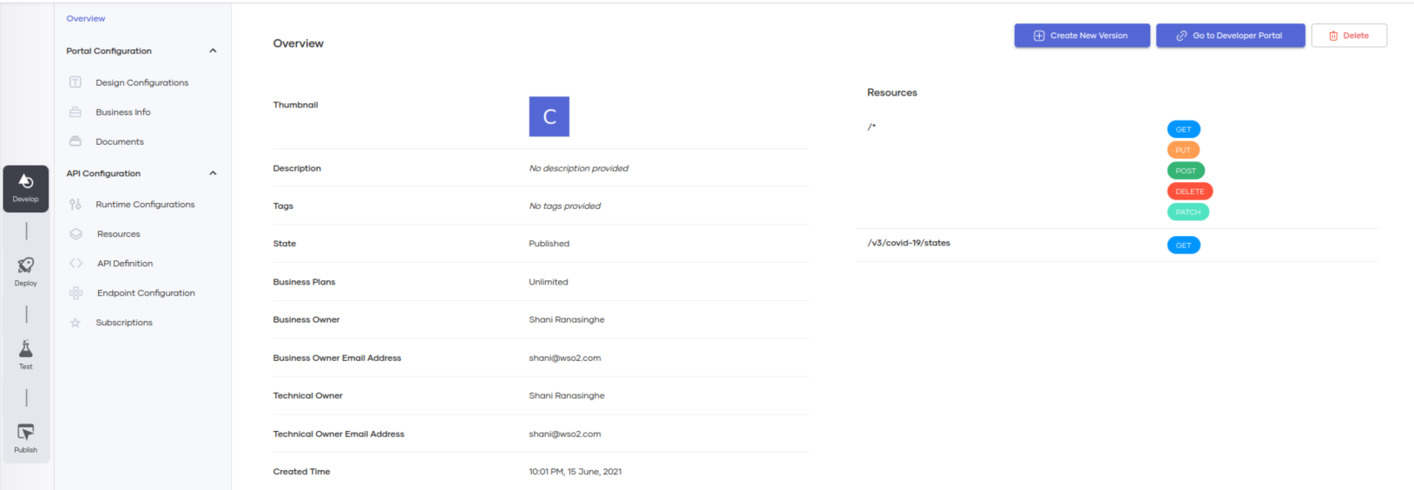 Develop
Deploy
Test
Publish
Overview
Portal Configuration
Design Configurations
Business Info
Documents
API Configuration
Runtime Configurations
Resources
API Definition
Endpoint Configuration
Subscriptions
Overview
Create New Version
Go to Developer Portal
Delete
Thumbnail C
Description No description provided
Tags No tags provided
State Published
Business Plans Unlimited
Business Owner Shani Ranasinghe
Business Owner Email Address shani@wso2.com
Technical Owner Shani Ranasinghe
Technical Owner Email Address shani@wso2.com
Created Time 10:01 PM, 15 June, 2021
Resources
/* GET
PUT
POST
DELETE
PATCH
/v3/covid-19/states GET